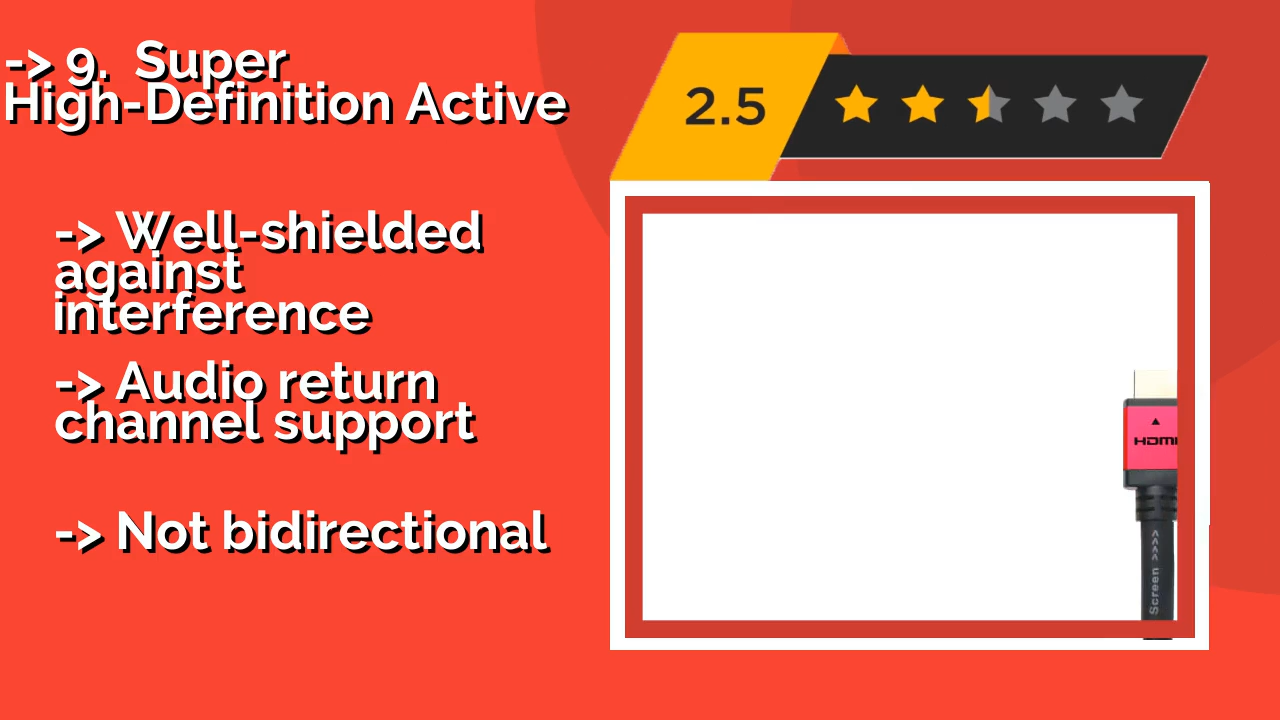 -> 9. Super
High-Definition Active
2.5
-> Well-shielded
against
interference
-> Audio return
channel support
-> Not bidirectional
HDMI
Screen >>>>